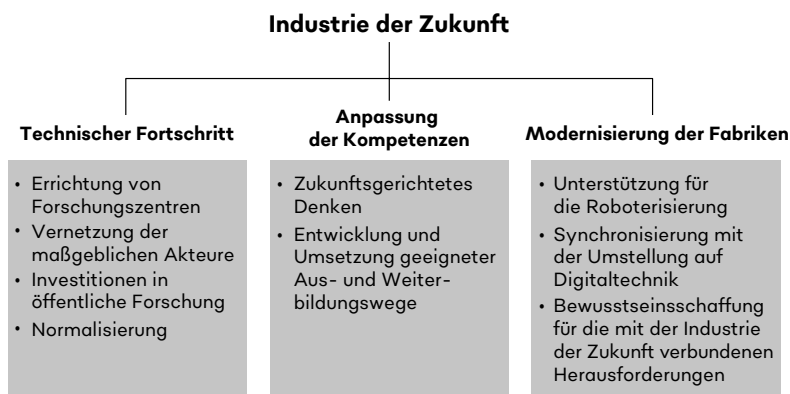 Industrie der Zukunft
Technischer Fortschritt
• Errichtung von
Forschungszentren
• Vernetzung der
maßgeblichen Akteure
• Investitionen in
öffentliche Forschung
• Normalisierung
Anpassung
der Kompetenzen
• Zukunftsgerichtetes
Denken
• Entwicklung und
Umsetzung geeigneter
Aus- und Weiter-
bildungswege
Modernisierung der Fabriken
• Unterstützung für
die Roboterisierung
• Synchronisierung mit
der Umstellung auf
Digitaltechnik
• Bewusstseinsschaffung
für die mit der Industrie
der Zukunft verbundenen
Herausforderungen